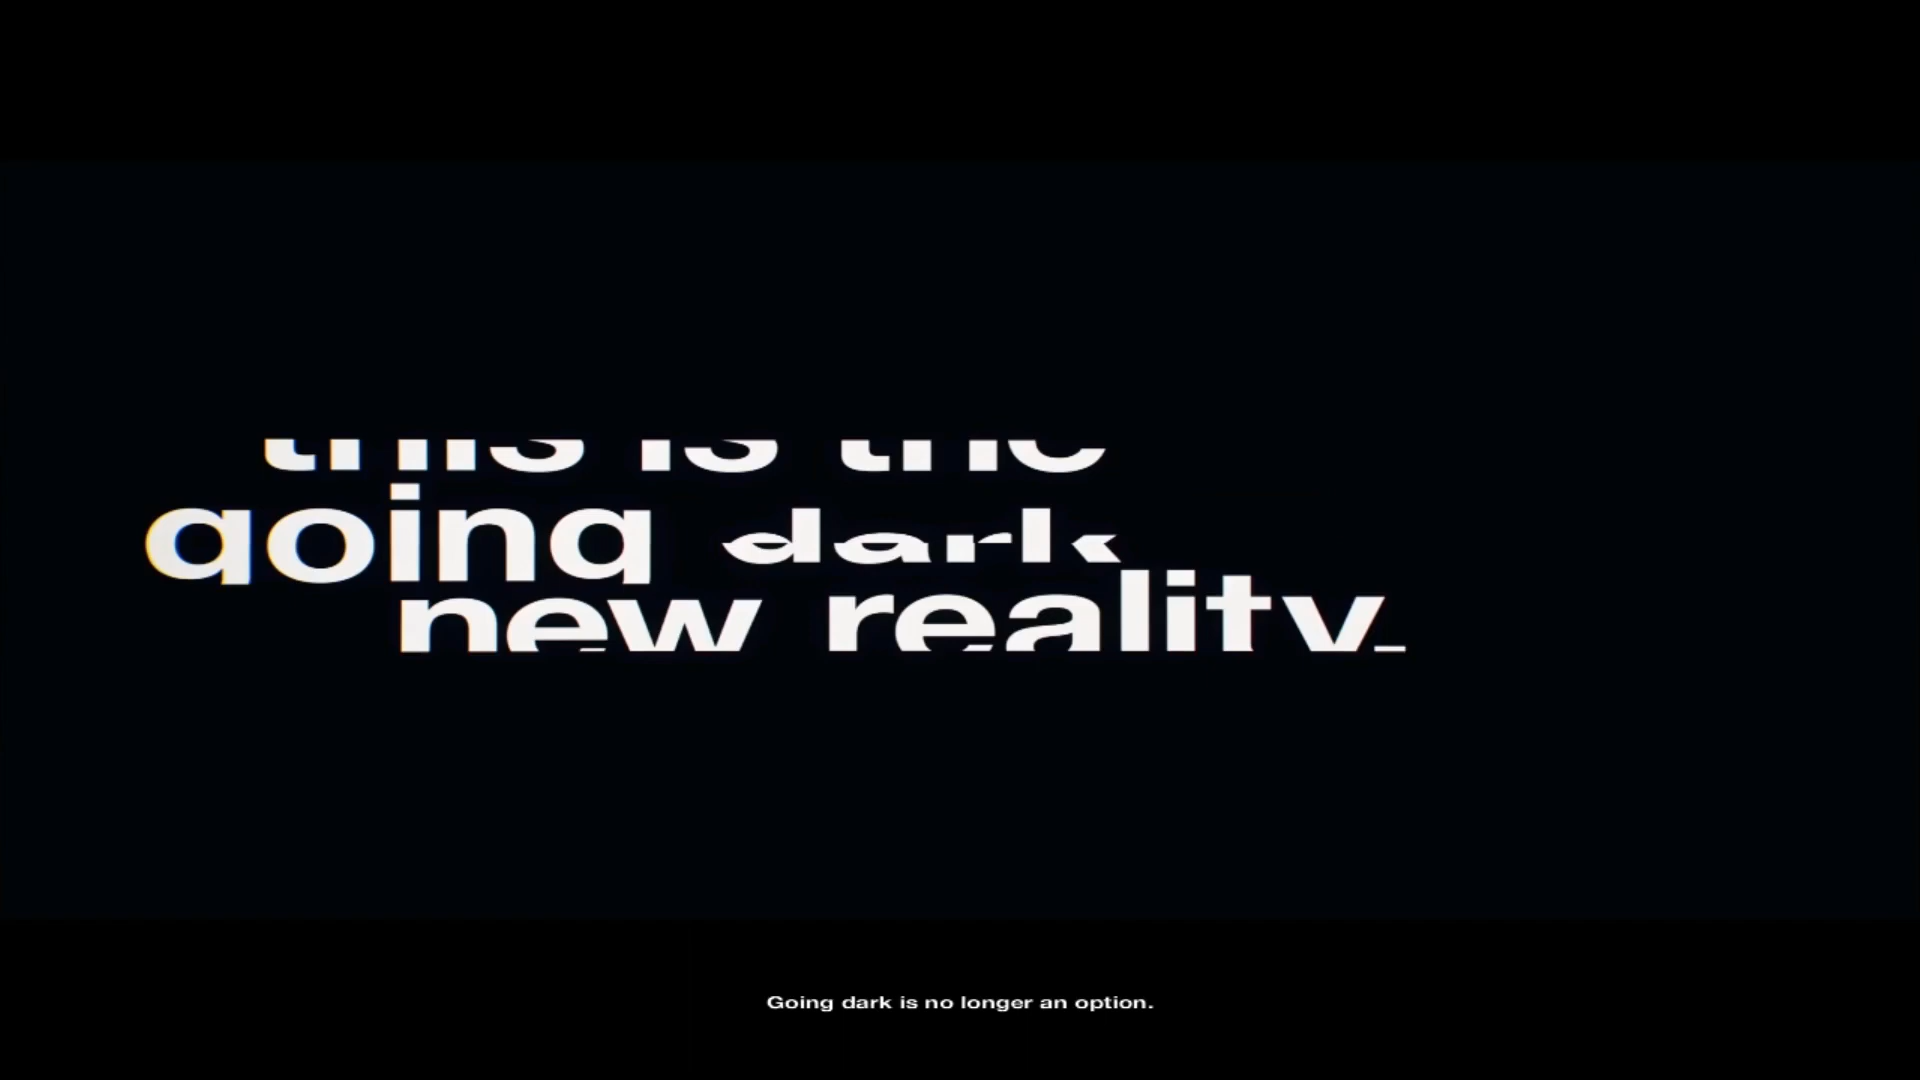 this is the
going dark
new reality.
Going dark is no longer an option.